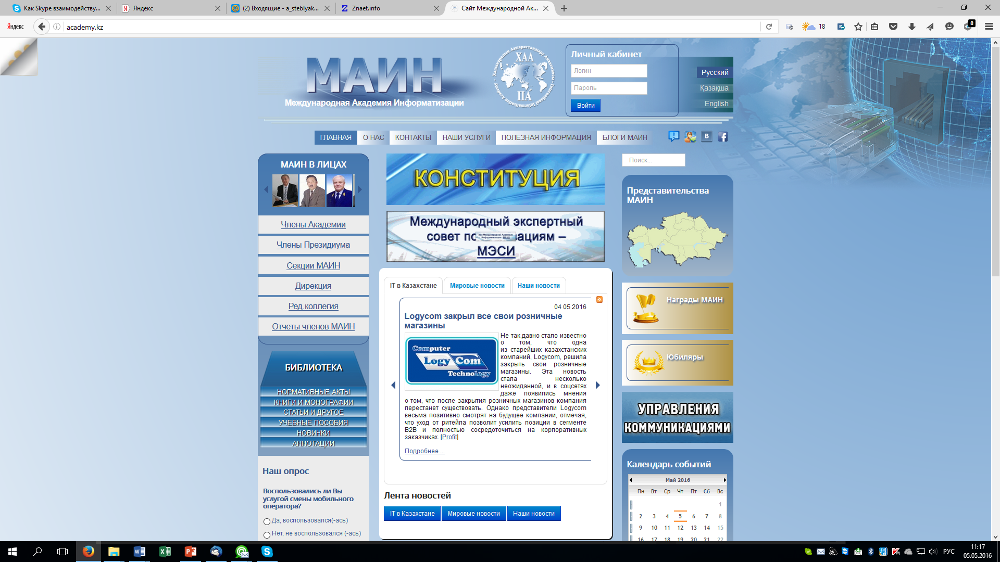 Как Skype взаимодейству...
Яндекс
(2) Входящие - a_steblyak...
Znaet.info
Сайт Международной Ак...
Яндекс
academy.kz
18
8
МАИН
Международная Академия Информатизации
ХАА
IIA
Личный кабинет
Логин
Пароль
Войти
Русский
Қазақша
English
ГЛАВНАЯ
О НАС
КОНТАКТЫ
НАШИ УСЛУГИ
ПОЛЕЗНАЯ ИНФОРМАЦИЯ
БЛОГИ МАИН
МАИН В ЛИЦАХ
Члены Академии
Члены Президиума
Секции МАИН
Дирекция
Ред.коллегия
Отчеты членов МАИН
БИБЛИОТЕКА
НОРМАТИВНЫЕ АКТЫ
КНИГИ И МОНОГРАФИИ
СТАТЬИ И ДРУГОЕ
УЧЕБНЫЕ ПОСОБИЯ
НОВИНКИ
АННОТАЦИИ
Наш опрос
Воспользовались ли Вы
услугой смены мобильного
оператора?
Да, воспользовался(-ась)
Нет, не воспользовался (-ась)
КОНСТИТУЦИЯ
Международный экспертный
совет по вациям –
МЭСИ
IT в Казахстане
Мировые новости
Наши новости
04 05 2016
Logycom закрыл все свои розничные
магазины
Computer
Logy Com
Technology
Не так давно стало известно
о том, что одна
из старейших казахстанских
компаний, Logycom, решила
закрыть свои розничные
магазины. Эта новость
стала несколько
неожиданной, и в соцсетях
даже появились мнения
о том, что после закрытия розничных магазинов компания
перестанет существовать. Однако представители Logycom
весьма позитивно смотрят на будущее компании, отмечая,
что уход от ритейла позволит усилить позиции в сегменте
B2B и полностью сосредоточиться на корпоративных
заказчиках. [Profit]
Подробнее ...
Лента новостей
IT в Казахстане
Мировые новости
Наши новости
Поиск...
Представительства
МАИН
Награды МАИН
Юбиляры
УПРАВЛЕНИЯ
КОММУНИКАЦИЯМИ
Календарь событий
Май 2016
Пн Вт Ср Чт Пт Сб Вс
1
2 3 4 5 6 7 8
9 10 11 12 13 14 15
16 17 18 19 20 21 22
РУС
11:17
05.05.2016